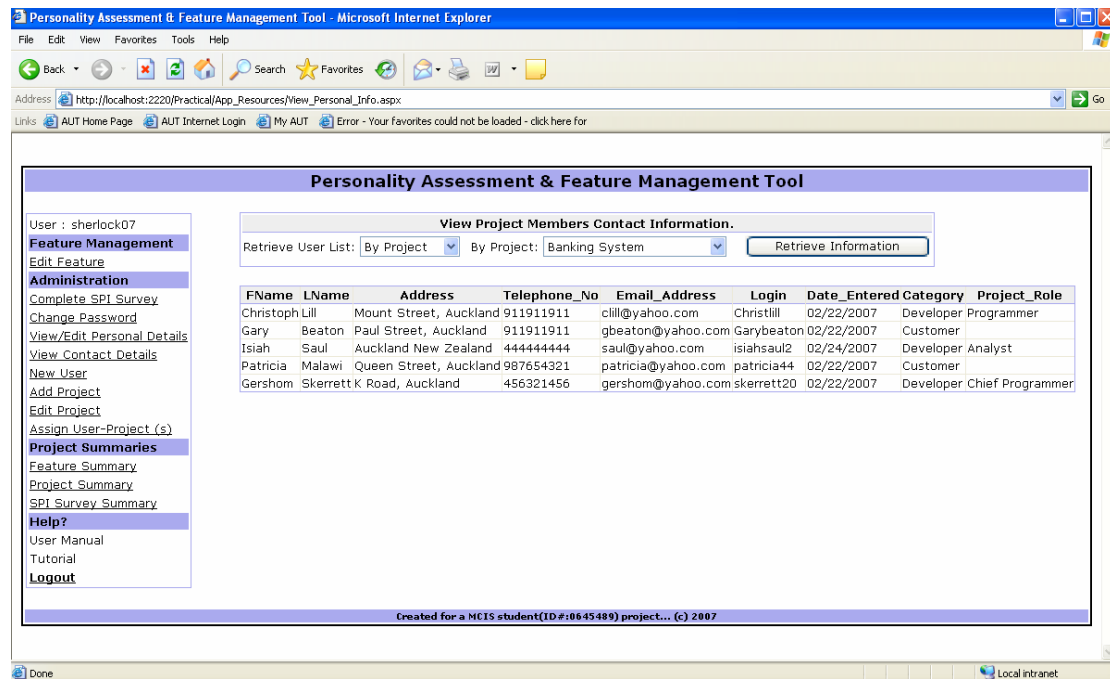 Personality Assessment & Feature Management Tool - Microsoft Internet Explorer
File Edit View Favorites Tools Help
Back Search Favorites
Address http://localhost:2220/Practical/App_Resources/View_Personal_Info.aspx Go
Links AUT Home Page AUT Internet Login My AUT Error - Your favorites could not be loaded - click here for
Personality Assessment & Feature Management Tool
User : sherlock07
Feature Management
Edit Feature
Administration
Complete SPI Survey
Change Password
View/Edit Personal Details
View Contact Details
New User
Add Project
Edit Project
Assign User-Project (s)
Project Summaries
Feature Summary
Project Summary
SPI Survey Summary
Help?
User Manual
Tutorial
Logout
View Project Members Contact Information.
Retrieve User List: By Project By Project: Banking System Retrieve Information
FName LName Address Telephone_No Email_Address Login Date_Entered Category Project_Role
Christoph Lill Mount Street, Auckland 911911911 clill@yahoo.com Christlill 02/22/2007 Developer Programmer
Gary Beaton Paul Street, Auckland 911911911 gbeaton@yahoo.com Garybeaton 02/22/2007 Customer
Isiah Saul Auckland New Zealand 444444444 saul@yahoo.com isiahsaul2 02/24/2007 Developer Analyst
Patricia Malawi Queen Street, Auckland 987654321 patricia@yahoo.com patricia44 02/22/2007 Customer
Gershom Skerrett K Road, Auckland 456321456 gershom@yahoo.com skerrett20 02/22/2007 Developer Chief Programmer
Created for a MCIS student(ID#:0645489) project... (c) 2007
Done Local intranet